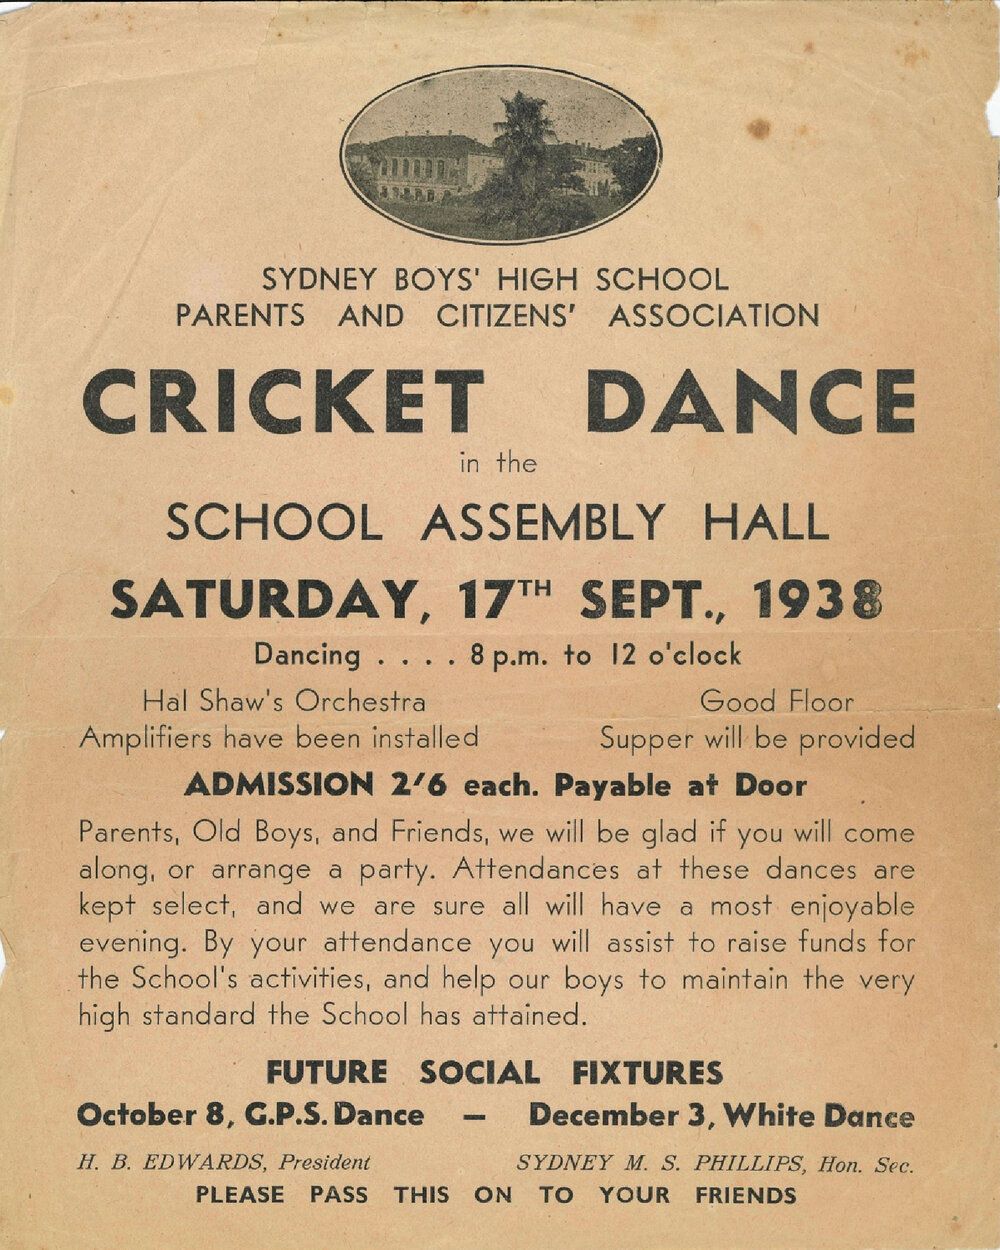 SYDNEY BOYS' HIGH SCHOOL
PARENTS AND CITIZENS' ASSOCIATION
CRICKET DANCE
in the
SCHOOL ASSEMBLY HALL
SATURDAY, 17TH SEPT., 1938
Dancing . . . . 8 p.m. to 12 o'clock
Hal Shaw's Orchestra Good Floor
Amplifiers have been installed Supper will be provided
ADMISSION 2'6 each. Payable at Door
Parents, Old Boys, and Friends, we will be glad if you will come
along, or arrange a party. Attendances at these dances are
kept select, and we are sure all will have a most enjoyable
evening. By your attendance you will assist to raise funds for
the School's activities, and help our boys to maintain the very
high standard the School has attained.
FUTURE SOCIAL FIXTURES
October 8, G.P.S. Dance — December 3, White Dance
H. B. EDWARDS, President SYDNEY M. S. PHILLIPS, Hon. Sec.
PLEASE PASS THIS ON TO YOUR FRIENDS